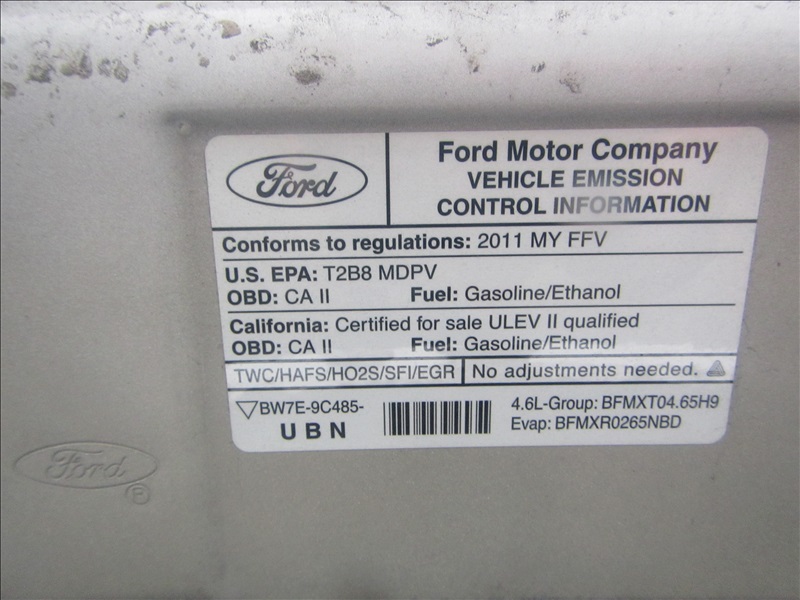 Ford
Ford Motor Company
VEHICLE EMISSION
CONTROL INFORMATION
Conforms to regulations: 2011 MY FFV
U.S. EPA: T2B8 MDPV
OBD: CA II Fuel: Gasoline/Ethanol
California: Certified for sale ULEV II qualified
OBD: CA II Fuel: Gasoline/Ethanol
TWC/HAFS/HO2S/SFI/EGR No adjustments needed.
BW7E-9C485-
UBN
4.6L-Group: BFMXT04.65H9
Evap: BFMXR0265NBD
Ford
®